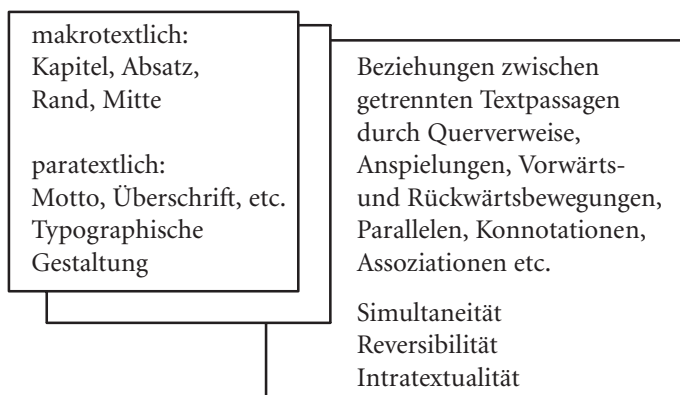 makrotextlich:
Kapitel, Absatz,
Rand, Mitte
paratextlich:
Motto, Überschrift, etc.
Typographische
Gestaltung
Beziehungen zwischen
getrennten Textpassagen
durch Querverweise,
Anspielungen, Vorwärts-
und Rückwärtsbewegungen,
Parallelen, Konnotationen,
Assoziationen etc.
Simultaneität
Reversibilität
Intratextualität